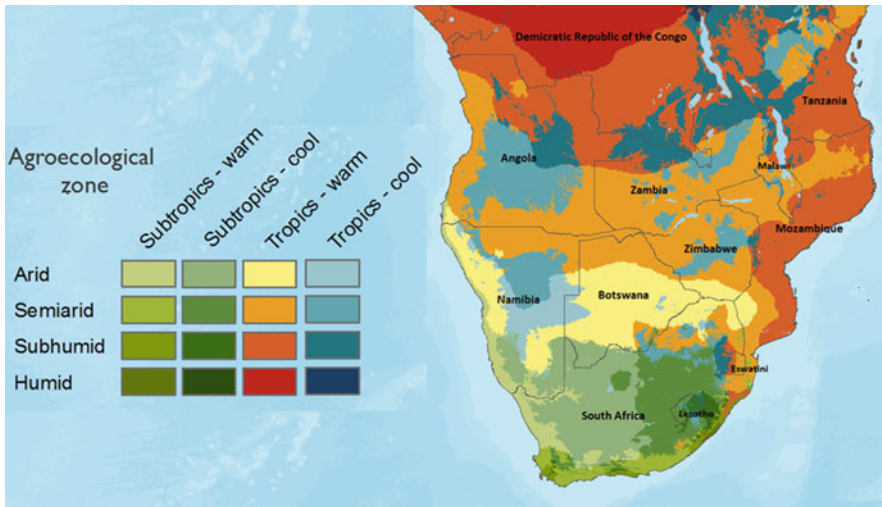 Agroecological
zone
Subtropics - warm
Subtropics - cool
Tropics - warm
Tropics - cool
Arid
Semiarid
Subhumid
Humid
Demicratic Republic of the Congo
Tanzania
Angola
Malawi
Zambia
Mozambique
Zimbabwe
Namibia
Botswana
Eswatini
South Africa
Lesotho